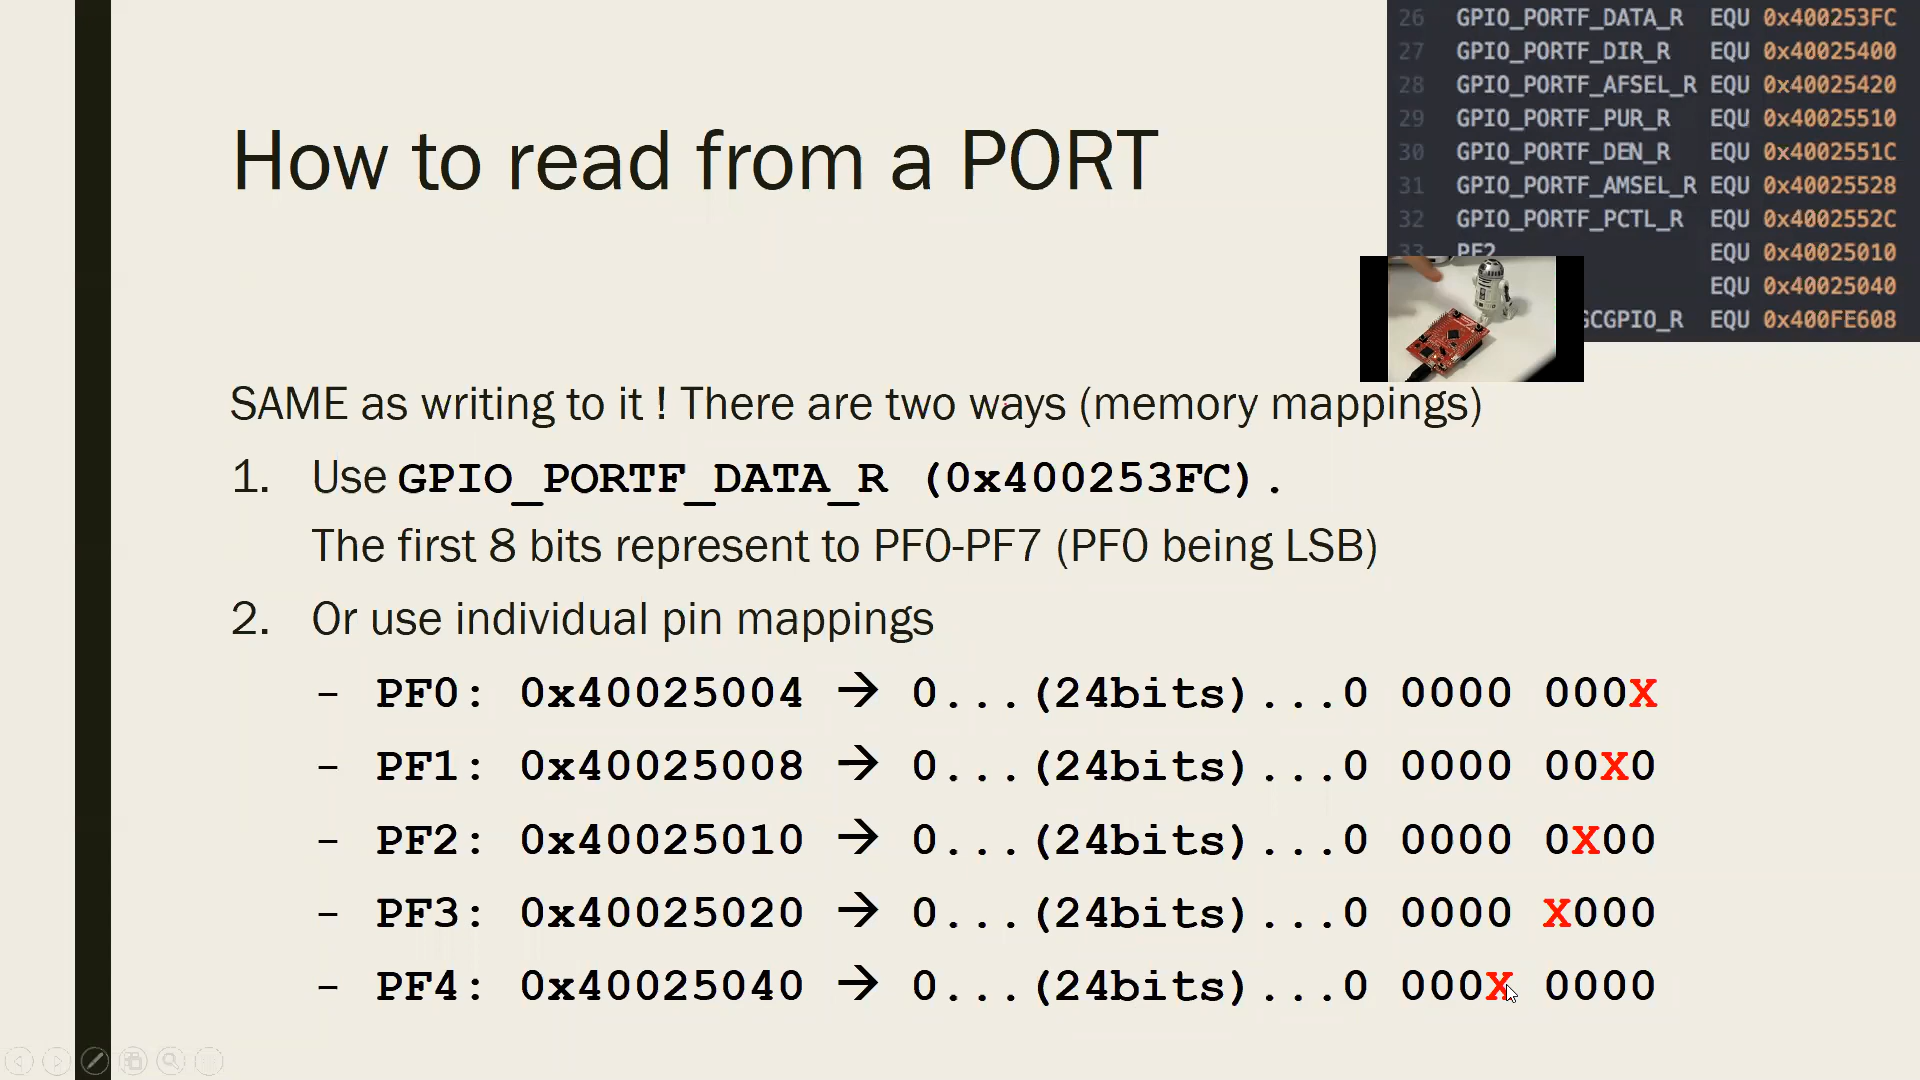 26 GPIO_PORTF_DATA_R EQU 0x400253FC
27 GPIO_PORTF_DIR_R EQU 0x40025400
28 GPIO_PORTF_AFSEL_R EQU 0x40025420
29 GPIO_PORTF_PUR_R EQU 0x40025510
30 GPIO_PORTF_DEN_R EQU 0x4002551C
31 GPIO_PORTF_AMSEL_R EQU 0x40025528
32 GPIO_PORTF_PCTL_R EQU 0x4002552C
33 PF2 EQU 0x40025010
EQU 0x40025040
GCGPIO_R EQU 0x400FE608
How to read from a PORT
SAME as writing to it ! There are two ways (memory mappings)
1. Use GPIO_PORTF_DATA_R (0x400253FC).
The first 8 bits represent to PF0-PF7 (PF0 being LSB)
2. Or use individual pin mappings
– PF0: 0x40025004 → 0...(24bits)...0 0000 000X
– PF1: 0x40025008 → 0...(24bits)...0 0000 00X0
– PF2: 0x40025010 → 0...(24bits)...0 0000 0X00
– PF3: 0x40025020 → 0...(24bits)...0 0000 X000
– PF4: 0x40025040 → 0...(24bits)...0 000X 0000